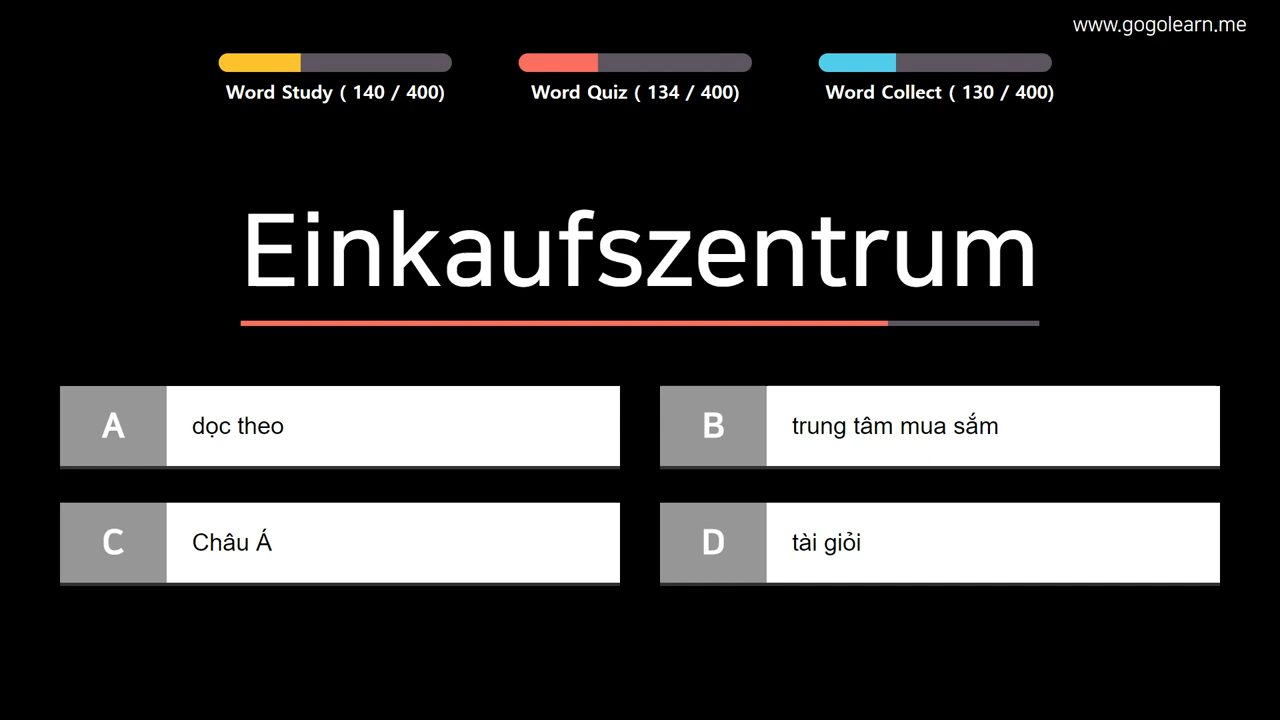 www.gogolearn.me
Word Study ( 140 / 400)
Word Quiz ( 134 / 400)
Word Collect ( 130 / 400)
Einkaufszentrum
A dọc theo
B trung tâm mua sắm
C Châu Á
D tài giỏi